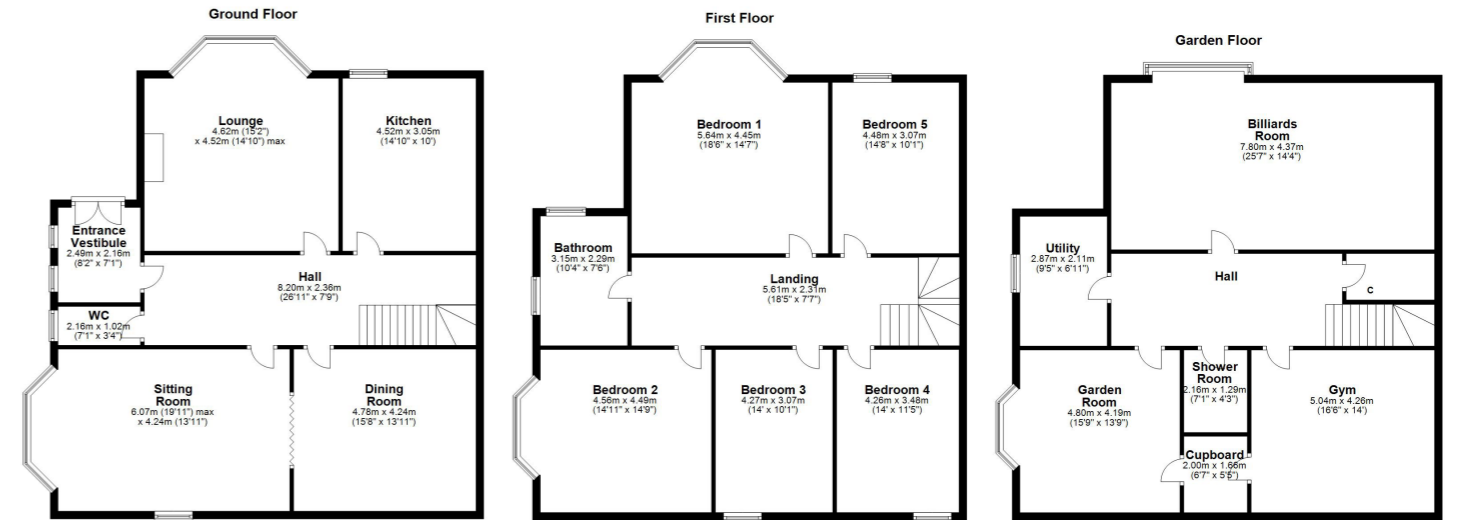 Ground Floor
Lounge
4.62m (15'2")
x 4.52m (14'10") max
Kitchen
4.52m x 3.05m
(14'10" x 10')
Entrance
Vestibule
2.49m x 2.16m
(8'2" x 7'1")
Hall
8.20m x 2.36m
(26'11" x 7'9")
WC
2.16m x 1.02m
(7'1" x 3'4")
Sitting
Room
6.07m (19'11") max
x 4.24m (13'11")
Dining
Room
4.78m x 4.24m
(15'8" x 13'11")
First Floor
Bedroom 1
5.64m x 4.45m
(18'6" x 14'7")
Bedroom 5
4.48m x 3.07m
(14'8" x 10'1")
Bathroom
3.15m x 2.29m
(10'4" x 7'6")
Landing
5.61m x 2.31m
(18'5" x 7'7")
Bedroom 2
4.56m x 4.49m
(14'11" x 14'9")
Bedroom 3
4.27m x 3.07m
(14' x 10'1")
Bedroom 4
4.26m x 3.48m
(14' x 11'5")
Garden Floor
Billiards
Room
7.80m x 4.37m
(25'7" x 14'4")
Utility
2.87m x 2.11m
(9'5" x 6'11")
Hall
C
Garden
Room
4.80m x 4.19m
(15'9" x 13'9")
Shower
Room
2.16m x 1.29m
(7'1" x 4'3")
Gym
5.04m x 4.26m
(16'6" x 14')
Cupboard
2.00m x 1.66m
(6'7" x 5'5")